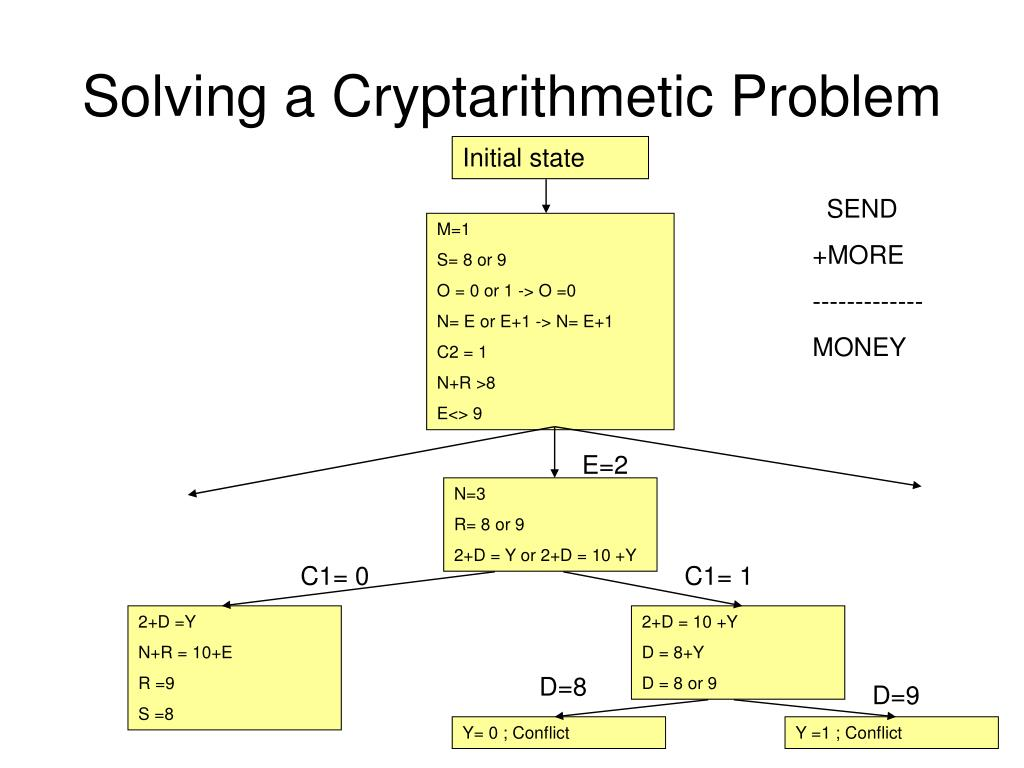 Solving a Cryptarithmetic Problem
Initial state
SEND
+MORE
-------------
MONEY
M=1
S= 8 or 9
O = 0 or 1 -> O =0
N= E or E+1 -> N= E+1
C2 = 1
N+R >8
E<> 9
E=2
N=3
R= 8 or 9
2+D = Y or 2+D = 10 +Y
C1= 0
C1= 1
2+D =Y
N+R = 10+E
R =9
S =8
2+D = 10 +Y
D = 8+Y
D = 8 or 9
D=8
D=9
Y= 0 ; Conflict
Y =1 ; Conflict